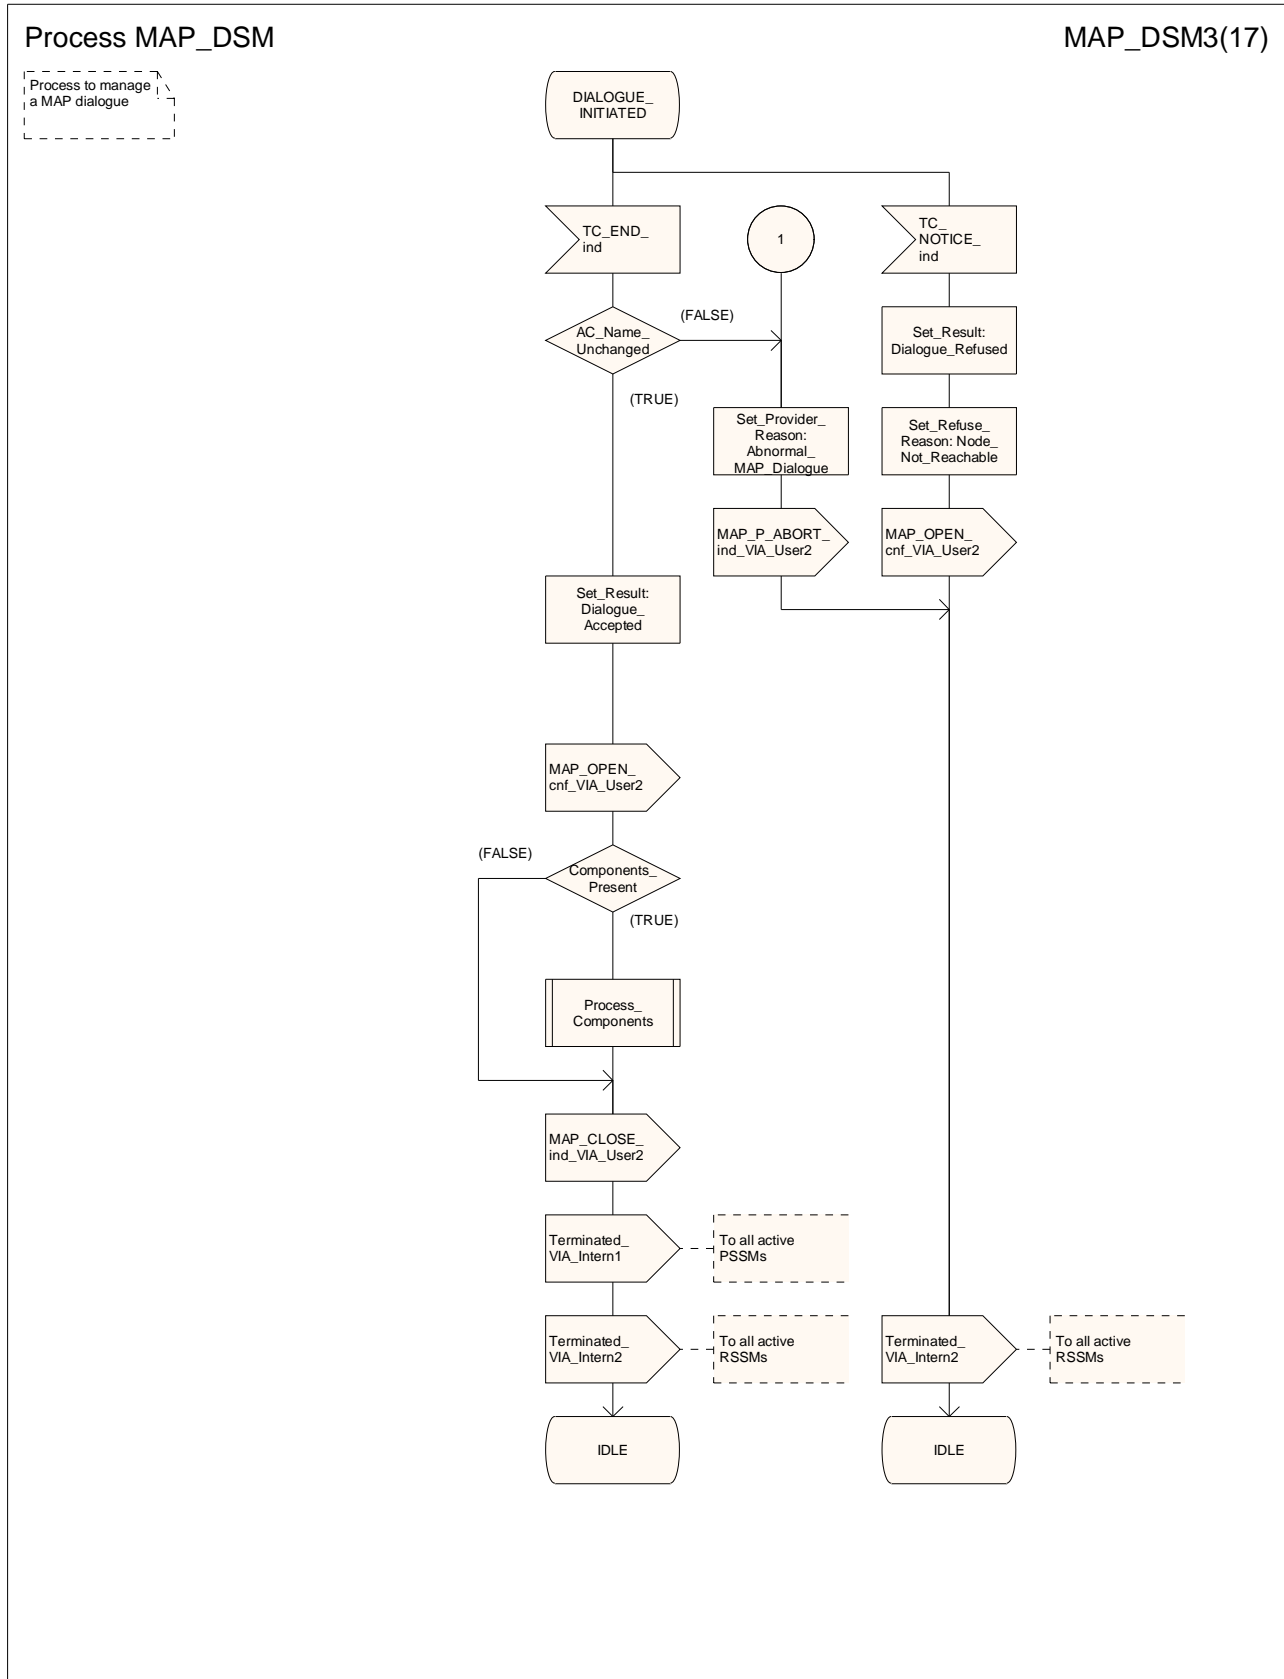 Process MAP_DSM
MAP_DSM3(17)
Process to manage
a MAP dialogue
DIALOGUE_
INITIATED
TC_END_
ind
1
TC_
NOTICE_
ind
AC_Name_
Unchanged
(FALSE)
(TRUE)
Set_Result:
Dialogue_Refused
Set_Provider_
Reason:
Abnormal_
MAP_Dialogue
Set_Refuse_
Reason: Node_
Not_Reachable
MAP_P_ABORT_
ind_VIA_User2
MAP_OPEN_
cnf_VIA_User2
Set_Result:
Dialogue_
Accepted
MAP_OPEN_
cnf_VIA_User2
(FALSE)
Components_
Present
(TRUE)
Process_
Components
MAP_CLOSE_
ind_VIA_User2
Terminated_
VIA_Intern1
To all active
PSSMs
Terminated_
VIA_Intern2
To all active
RSSMs
Terminated_
VIA_Intern2
To all active
RSSMs
IDLE
IDLE